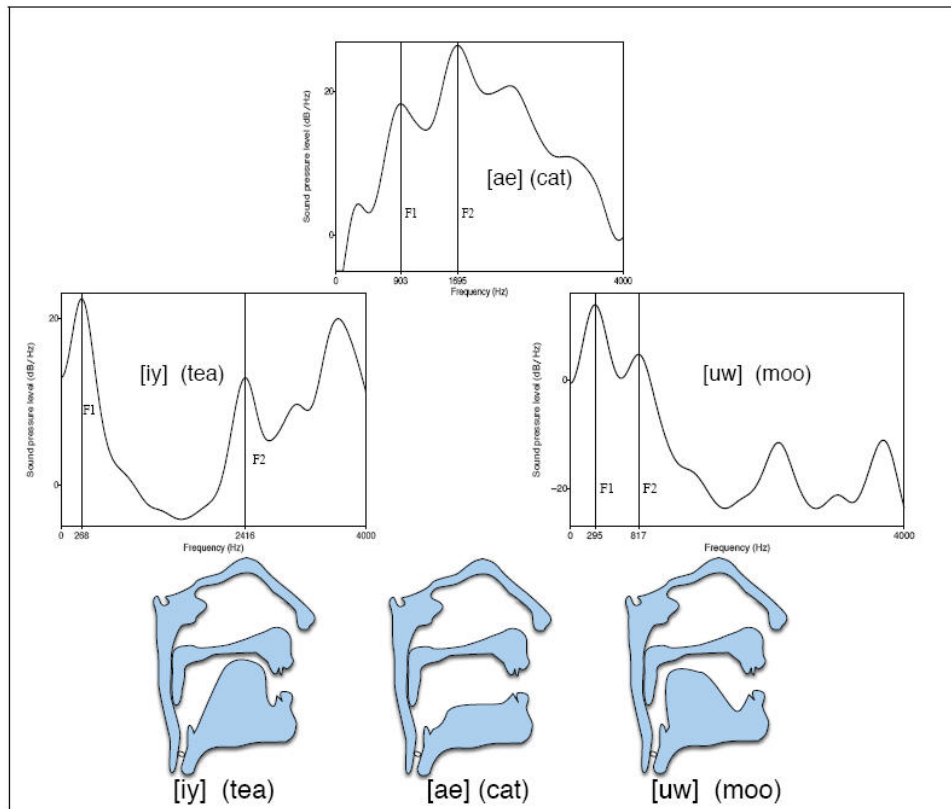 Sound pressure level (dB/Hz)
20
0
[ae] (cat)
F1
F2
0
903
1695
4000
Frequency (Hz)
Sound pressure level (dB/Hz)
20
0
[iy] (tea)
F1
F2
0
268
2416
4000
Frequency (Hz)
Sound pressure level (dB/Hz)
0
–20
[uw] (moo)
F1
F2
0
295
817
4000
Frequency (Hz)
[iy] (tea)
[ae] (cat)
[uw] (moo)